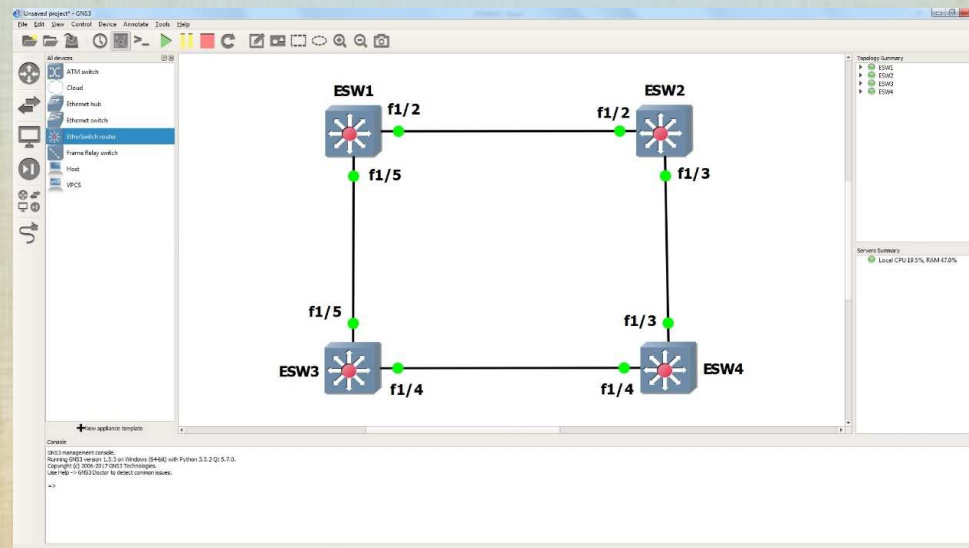 Unsaved project* - GNS3
File Edit View Control Device Annotate Tools Help
All devices
ATM switch
Cloud
Ethernet hub
Ethernet switch
EtherSwitch router
Frame Relay switch
Host
VPCS
New appliance template
ESW1
f1/2
f1/2
ESW2
f1/5
f1/3
f1/5
f1/3
ESW3
f1/4
f1/4
ESW4
Topology Summary
ESW1
ESW2
ESW3
ESW4
Servers Summary
Local CPU 19.5%, RAM 47.0%
Console
GNS3 management console.
Running GNS3 version 1.5.3 on Windows (64-bit) with Python 3.5.2 Qt 5.7.0.
Copyright (c) 2006-2017 GNS3 Technologies.
Use Help -> GNS3 Doctor to detect common issues.
=>